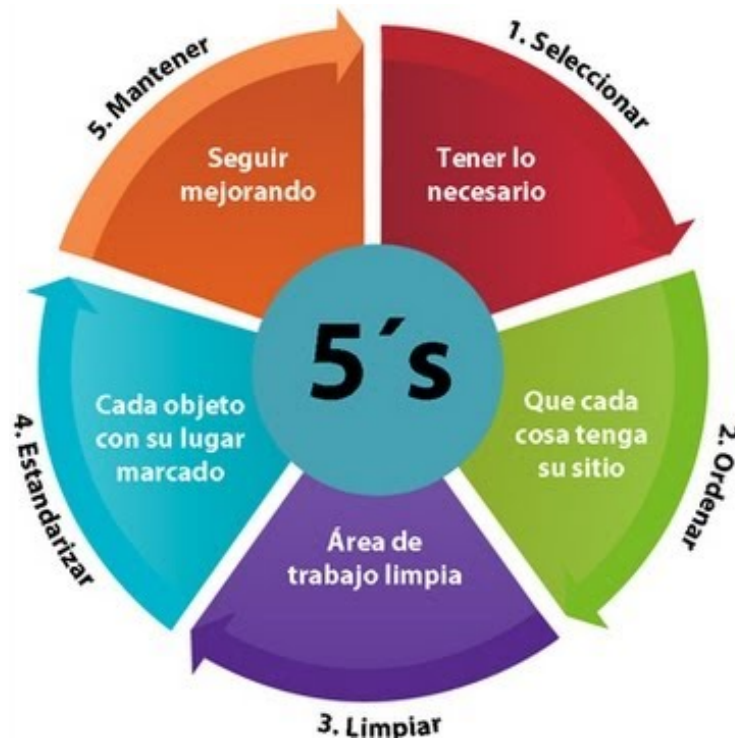 5´s
1. Seleccionar
Tener lo
necesario
2. Ordenar
Que cada
cosa tenga
su sitio
3. Limpiar
Área de
trabajo limpia
4. Estandarizar
Cada objeto
con su lugar
marcado
5. Mantener
Seguir
mejorando